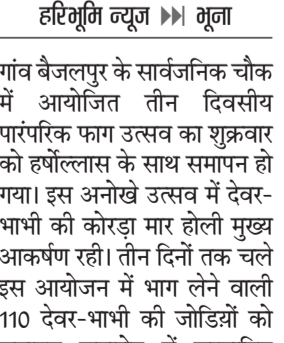 हरिभूमि न्यूज ▶▶ भूना
गांव बैजलपुर के सार्वजनिक चौक
में आयोजित तीन दिवसीय
पारंपरिक फाग उत्सव का शुक्रवार
को हर्षोल्लास के साथ समापन हो
गया। इस अनोखे उत्सव में देवर-
भाभी की कोरड़ा मार होली मुख्य
आकर्षण रही। तीन दिनों तक चले
इस आयोजन में भाग लेने वाली
110 देवर-भाभी की जोडिय़ों को